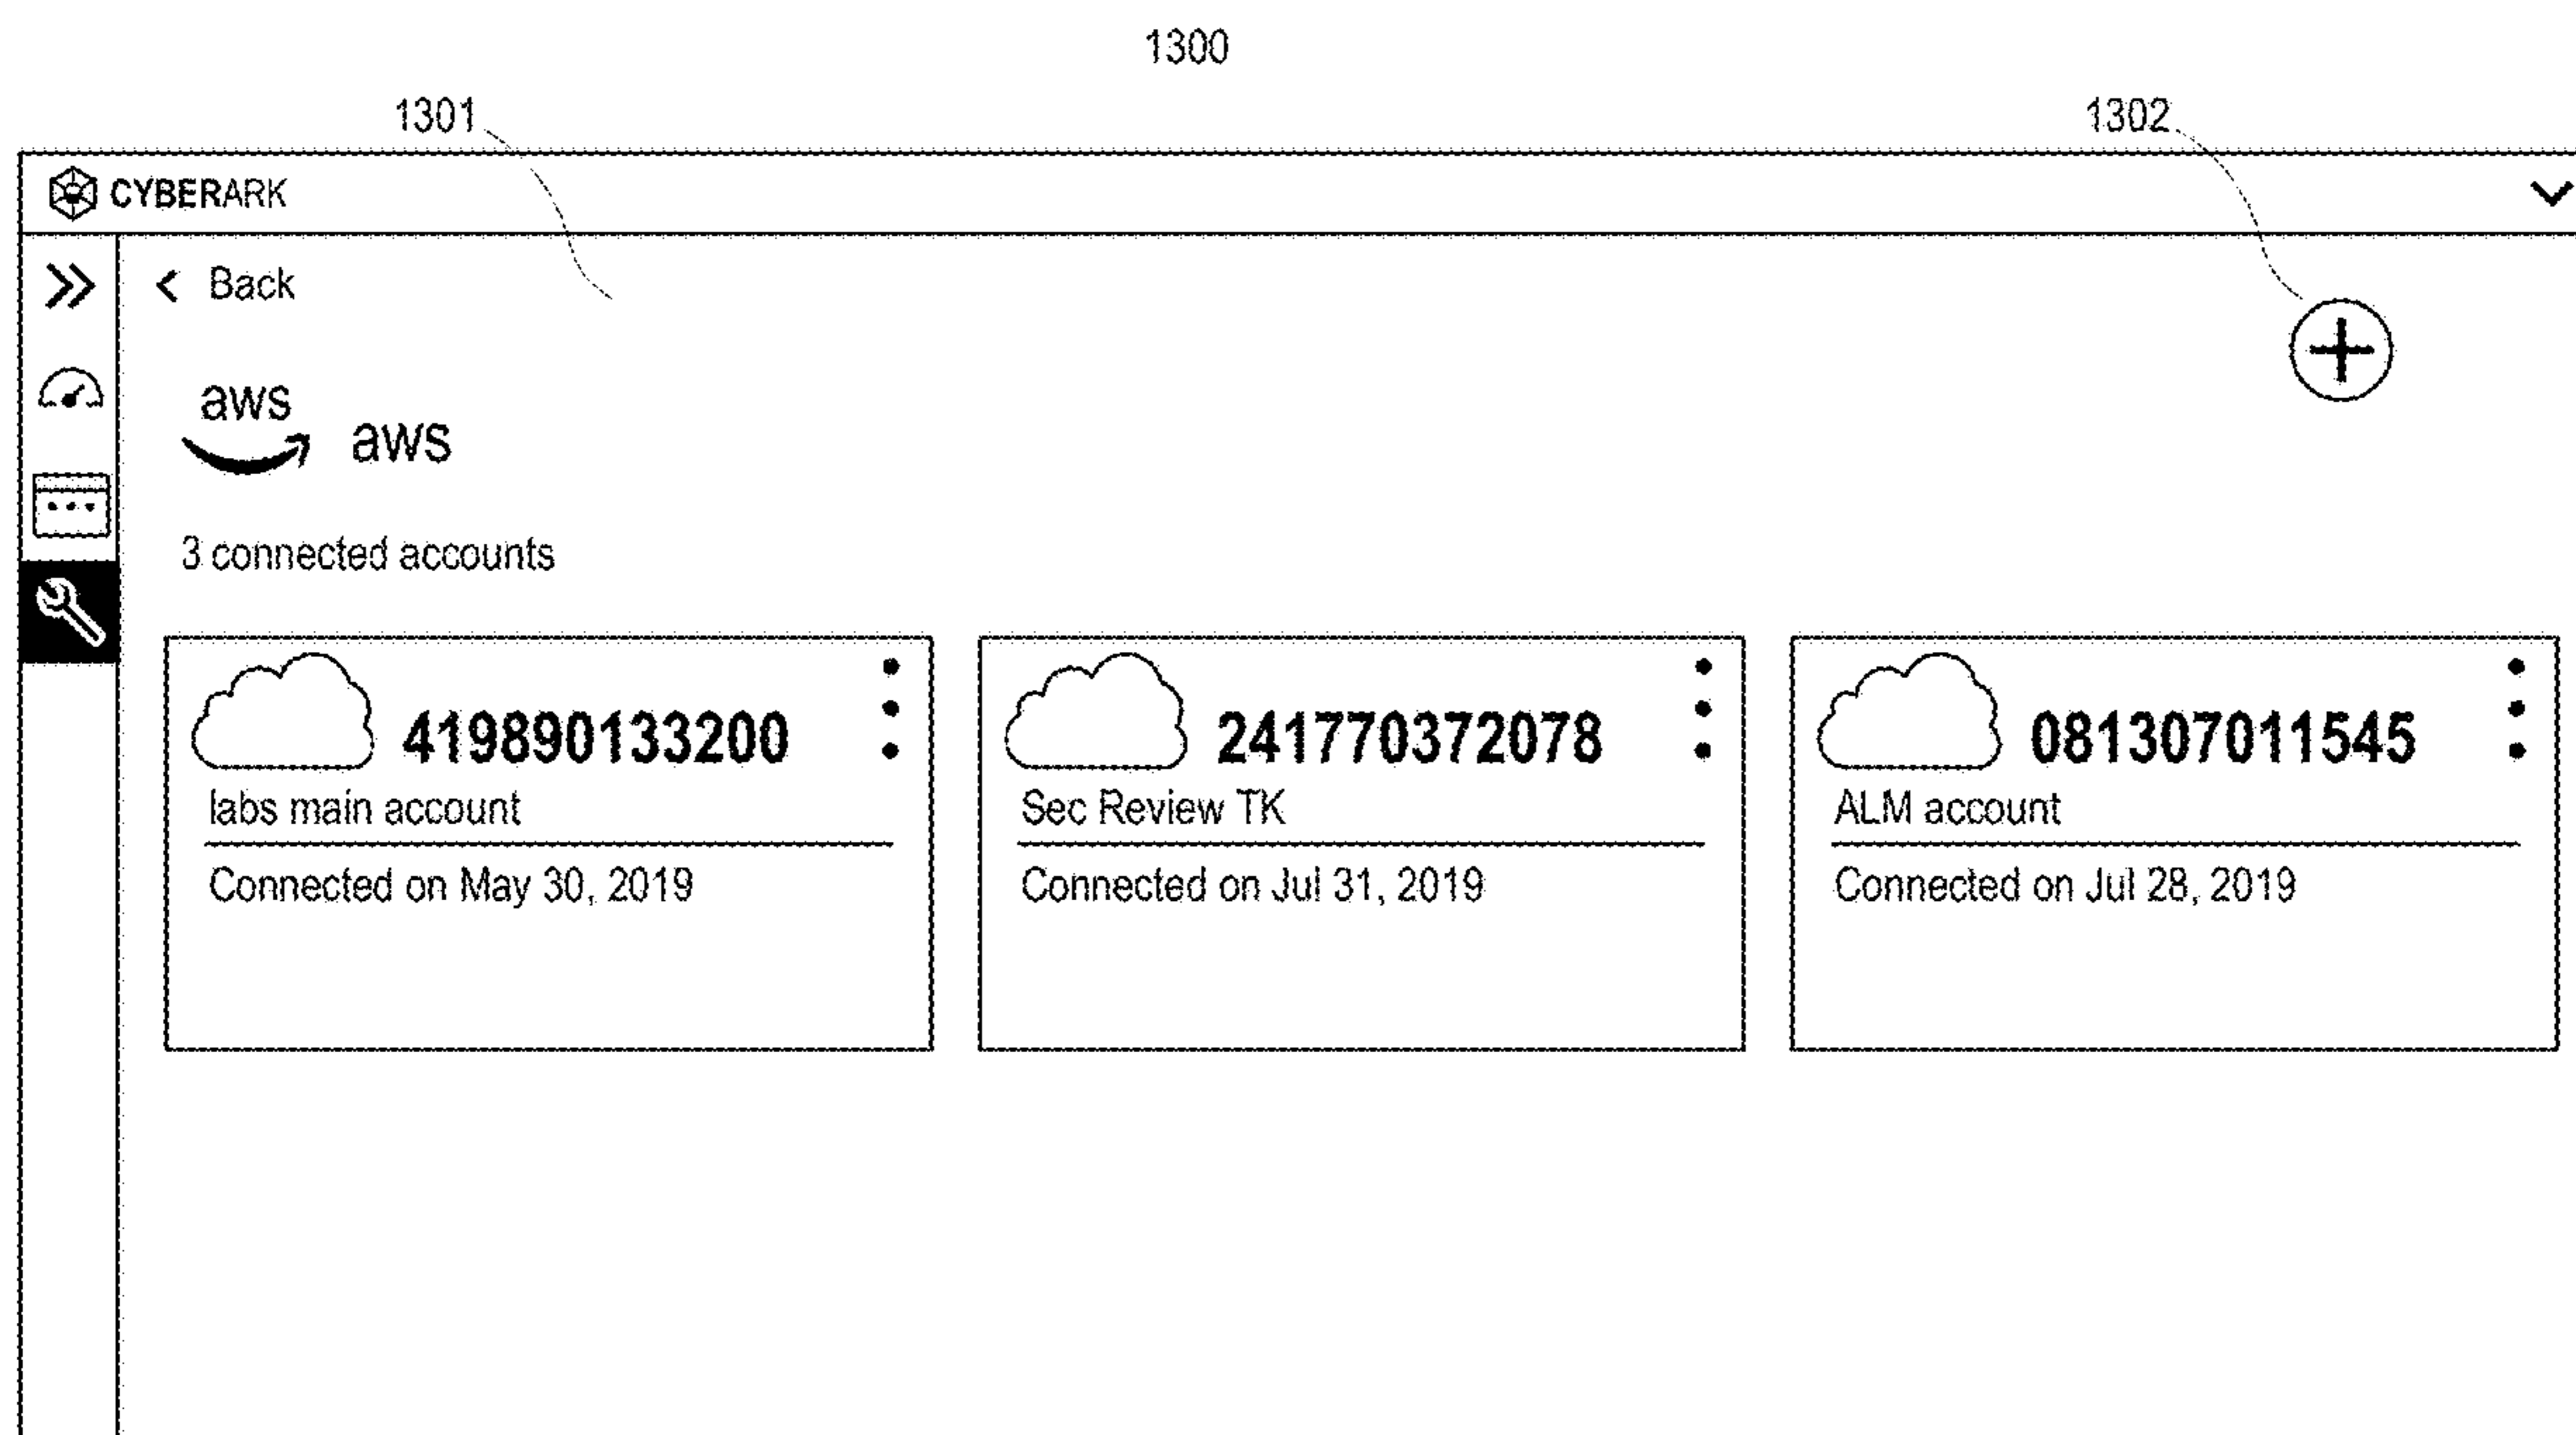 1300
1301
1302
CYBERARK
Back
aws
aws
3 connected accounts
419890133200
labs main account
Connected on May 30, 2019
241770372078
Sec Review TK
Connected on Jul 31, 2019
081307011545
ALM account
Connected on Jul 28, 2019